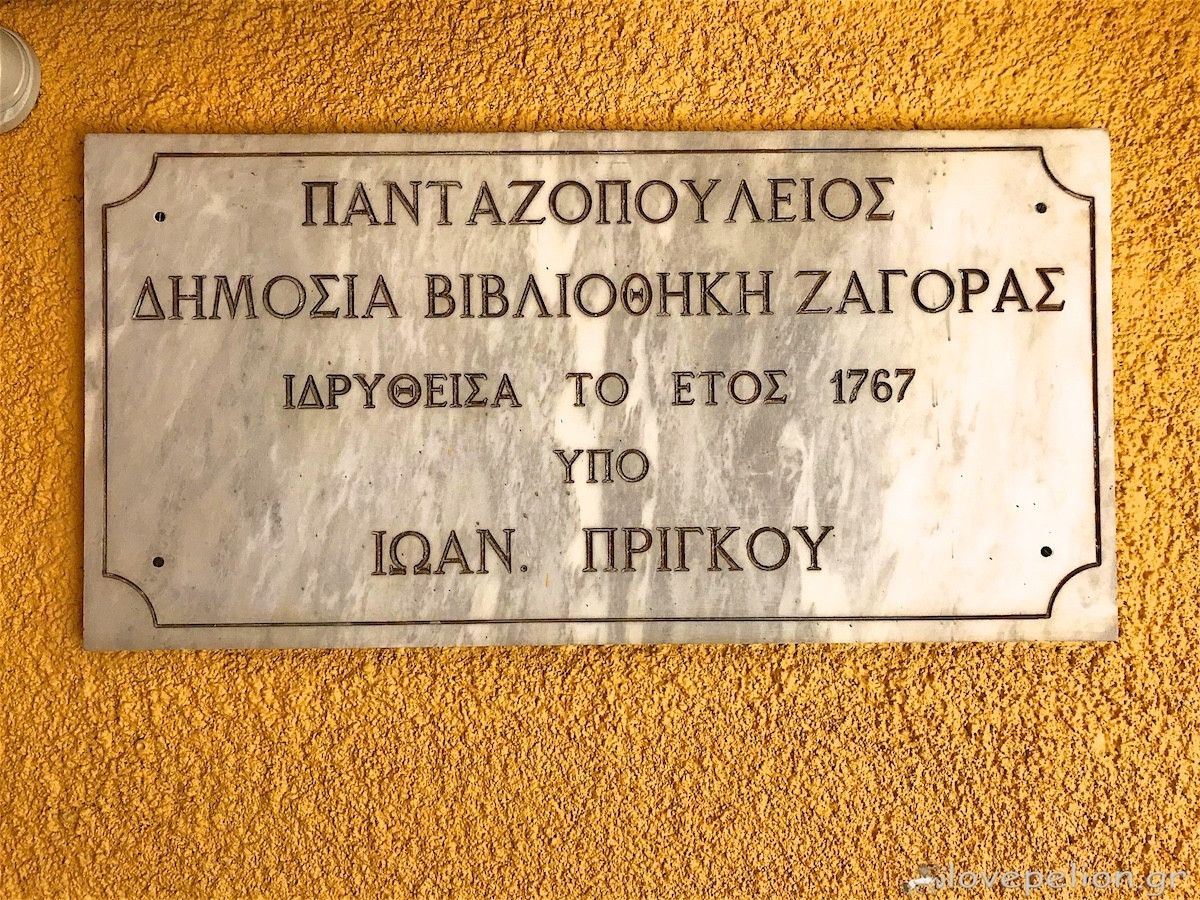 ΠΑΝΤΑΖΟΠΟΥΛΕΙΟΣ
ΔΗΜΟΣΙΑ ΒΙΒΛΙΟΘΗΚΗ ΖΑΓΟΡΑΣ
ΙΔΡΥΘΕΙΣΑ ΤΟ ΕΤΟΣ 1767
ΥΠΟ
ΙΩΑΝ. ΠΡΙΓΚΟΥ
ilovepelion.gr